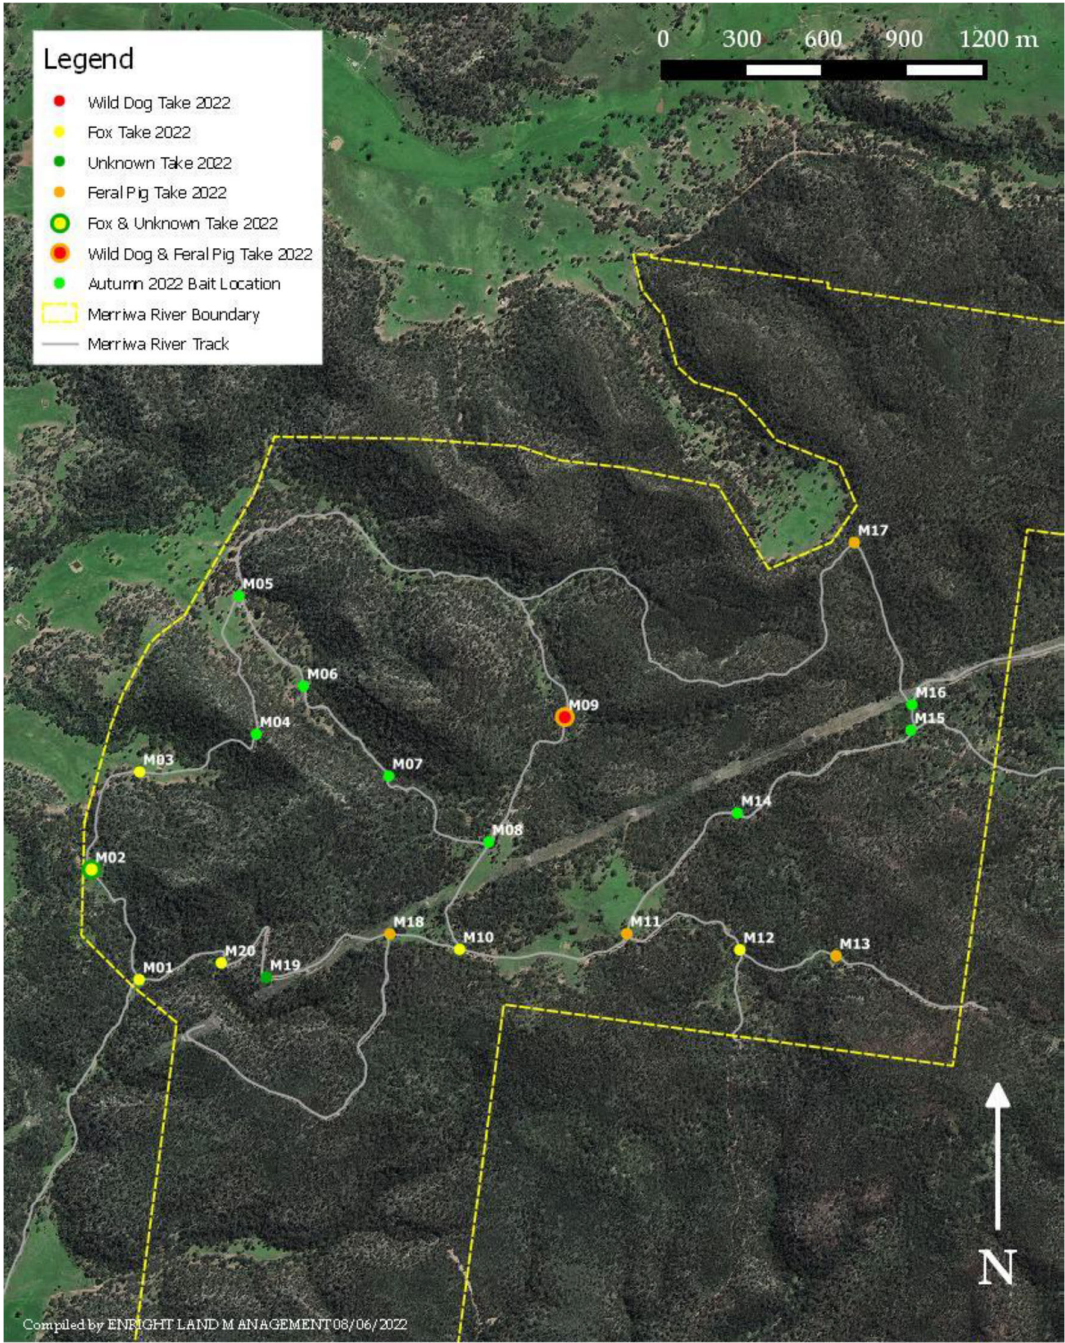 Legend
Wild Dog Take 2022
Fox Take 2022
Unknown Take 2022
Feral Pig Take 2022
Fox & Unknown Take 2022
Wild Dog & Feral Pig Take 2022
Autumn 2022 Bait Location
Merriwa River Boundary
Merriwa River Track
0 300 600 900 1200 m
M17
M05
M06
M16
M09
M15
M04
M03
M07
M14
M08
M02
M18
M11
M10
M12
M13
M20
M19
M01
N
Compiled by ENRIGHT LAND MANAGEMENT 08/06/2022